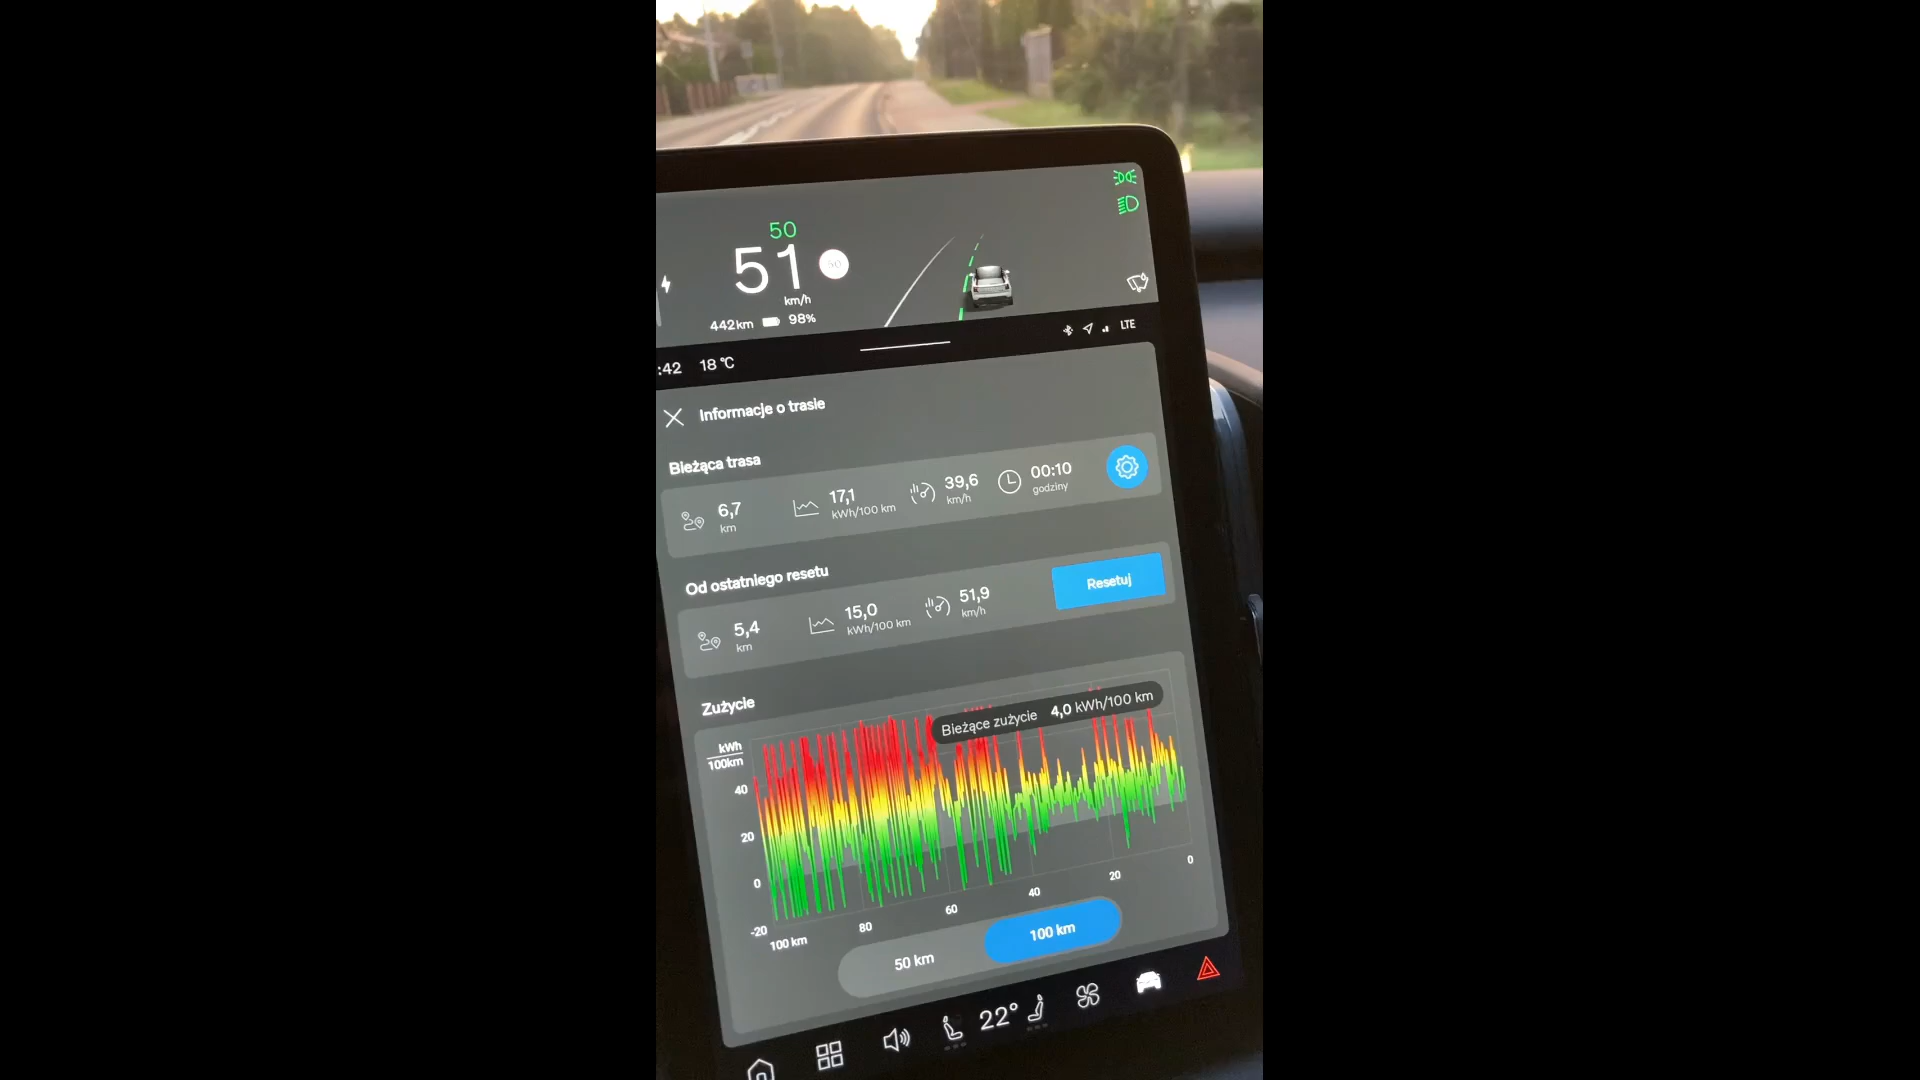 50
51
50
km/h
442km 98%
:42 18 °C LTE
Informacje o trasie
Bieżąca trasa
6,7 km
17,1 kWh/100 km
39,6 km/h
00:10 godziny
Od ostatniego resetu
5,4 km
15,0 kWh/100 km
51,9 km/h
Resetuj
Zużycie
Bieżące zużycie 4,0 kWh/100 km
kWh
100km
40
20
0
-20
100 km 80 60 40 20 0
50 km 100 km
22°